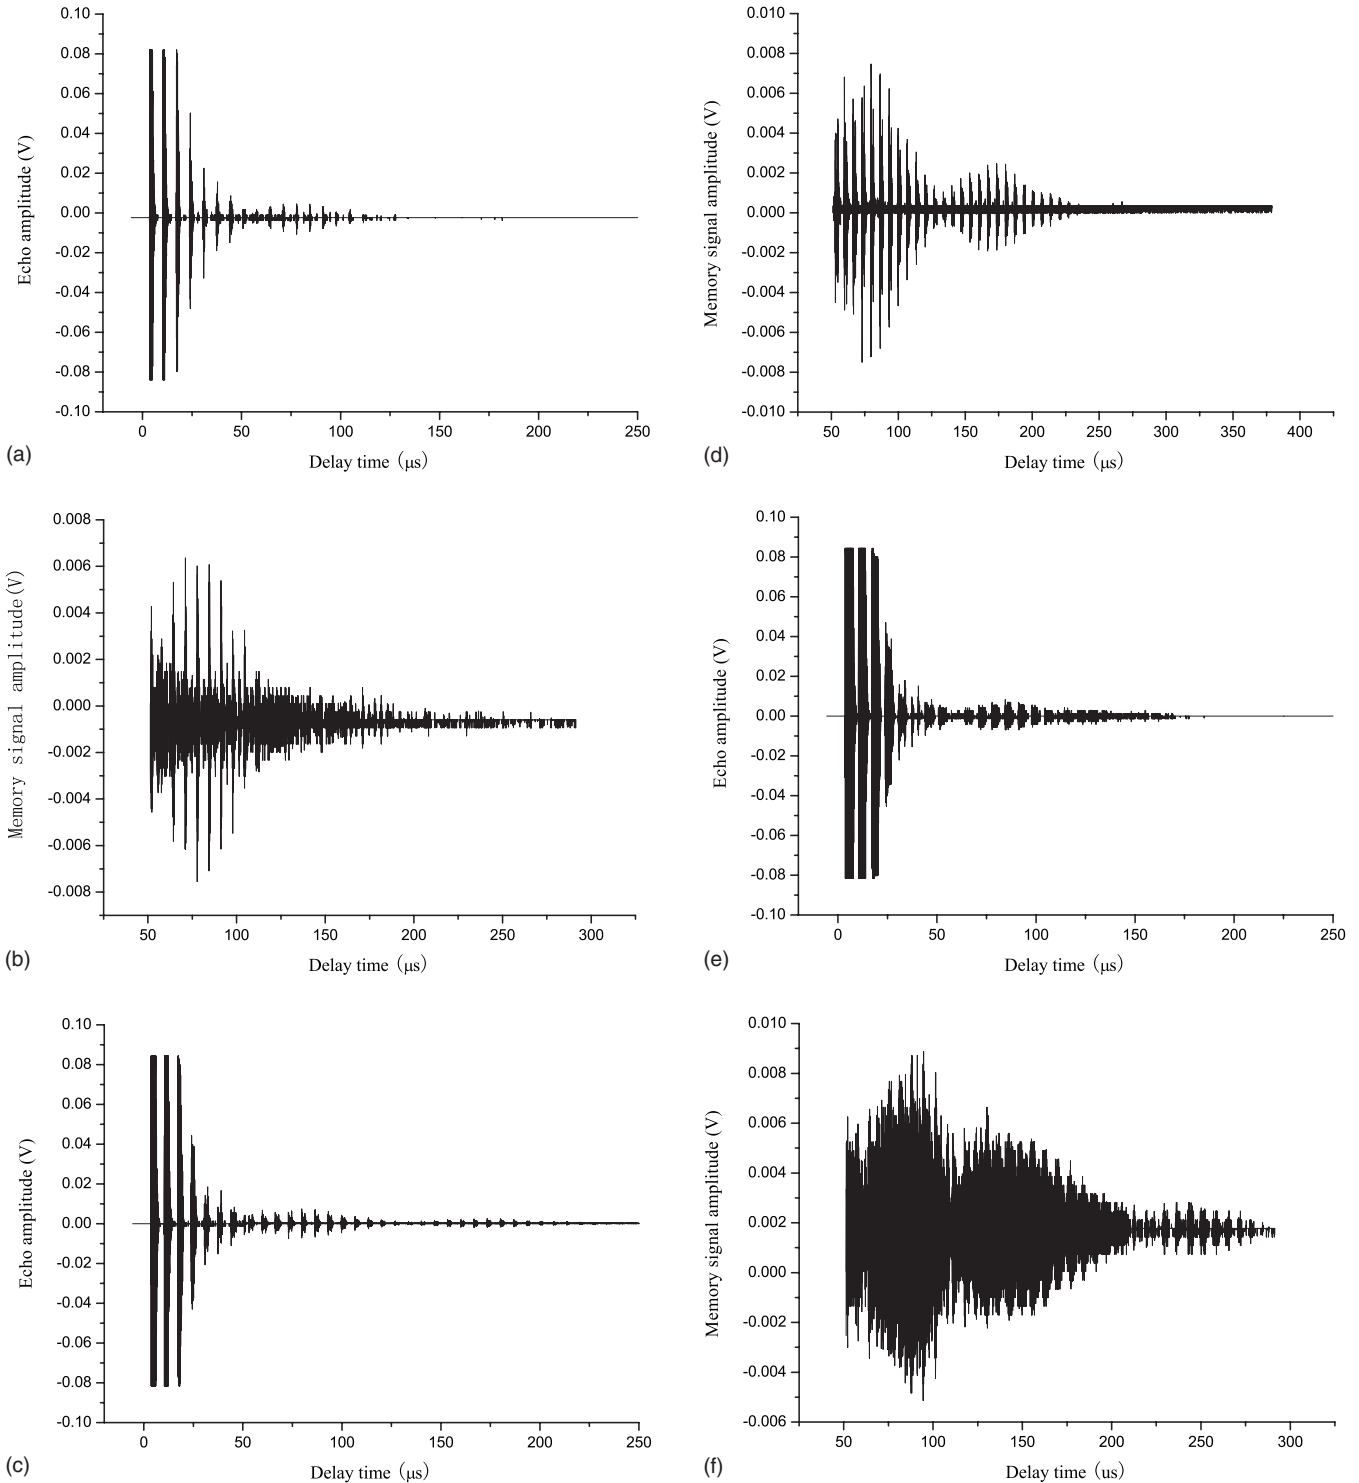 0.10
0.08
0.06
0.04
0.02
0.00
-0.02
-0.04
-0.06
-0.08
-0.10
Echo amplitude (V)
0 50 100 150 200 250
Delay time (μs)
(a)
0.008
0.006
0.004
0.002
0.000
-0.002
-0.004
-0.006
-0.008
Memory signal amplitude(V)
50 100 150 200 250 300
Delay time (μs)
(b)
0.10
0.08
0.06
0.04
0.02
0.00
-0.02
-0.04
-0.06
-0.08
-0.10
Echo amplitude (V)
0 50 100 150 200 250
Delay time (μs)
(c)
0.010
0.008
0.006
0.004
0.002
0.000
-0.002
-0.004
-0.006
-0.008
-0.010
Memory signal amplitude (V)
50 100 150 200 250 300 350 400
Delay time (μs)
(d)
0.10
0.08
0.06
0.04
0.02
0.00
-0.02
-0.04
-0.06
-0.08
-0.10
Echo amplitude (V)
0 50 100 150 200 250
Delay time (μs)
(e)
0.010
0.008
0.006
0.004
0.002
0.000
-0.002
-0.004
-0.006
Memory signal amplitude (V)
50 100 150 200 250 300
Delay time (us)
(f)